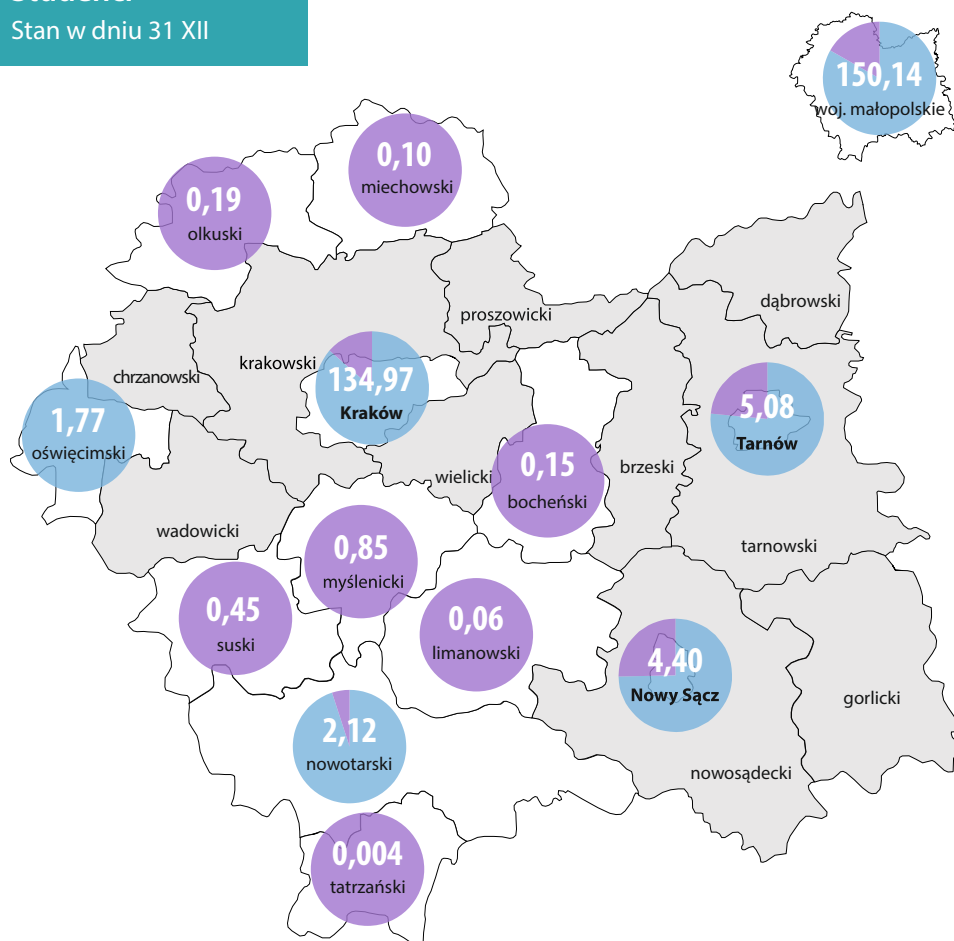 Stan w dniu 31 XII
150,14
woj. małopolskie
0,10
miechowski
0,19
olkuski
dąbrowski
proszowicki
krakowski
chrzanowski
134,97
Kraków
5,08
Tarnów
1,77
oświęcimski
0,15
bocheński
wielicki
brzeski
wadowicki
tarnowski
0,85
myślenicki
0,45
suski
0,06
limanowski
4,40
Nowy Sącz
gorlicki
2,12
nowotarski
nowosądecki
0,004
tatrzański